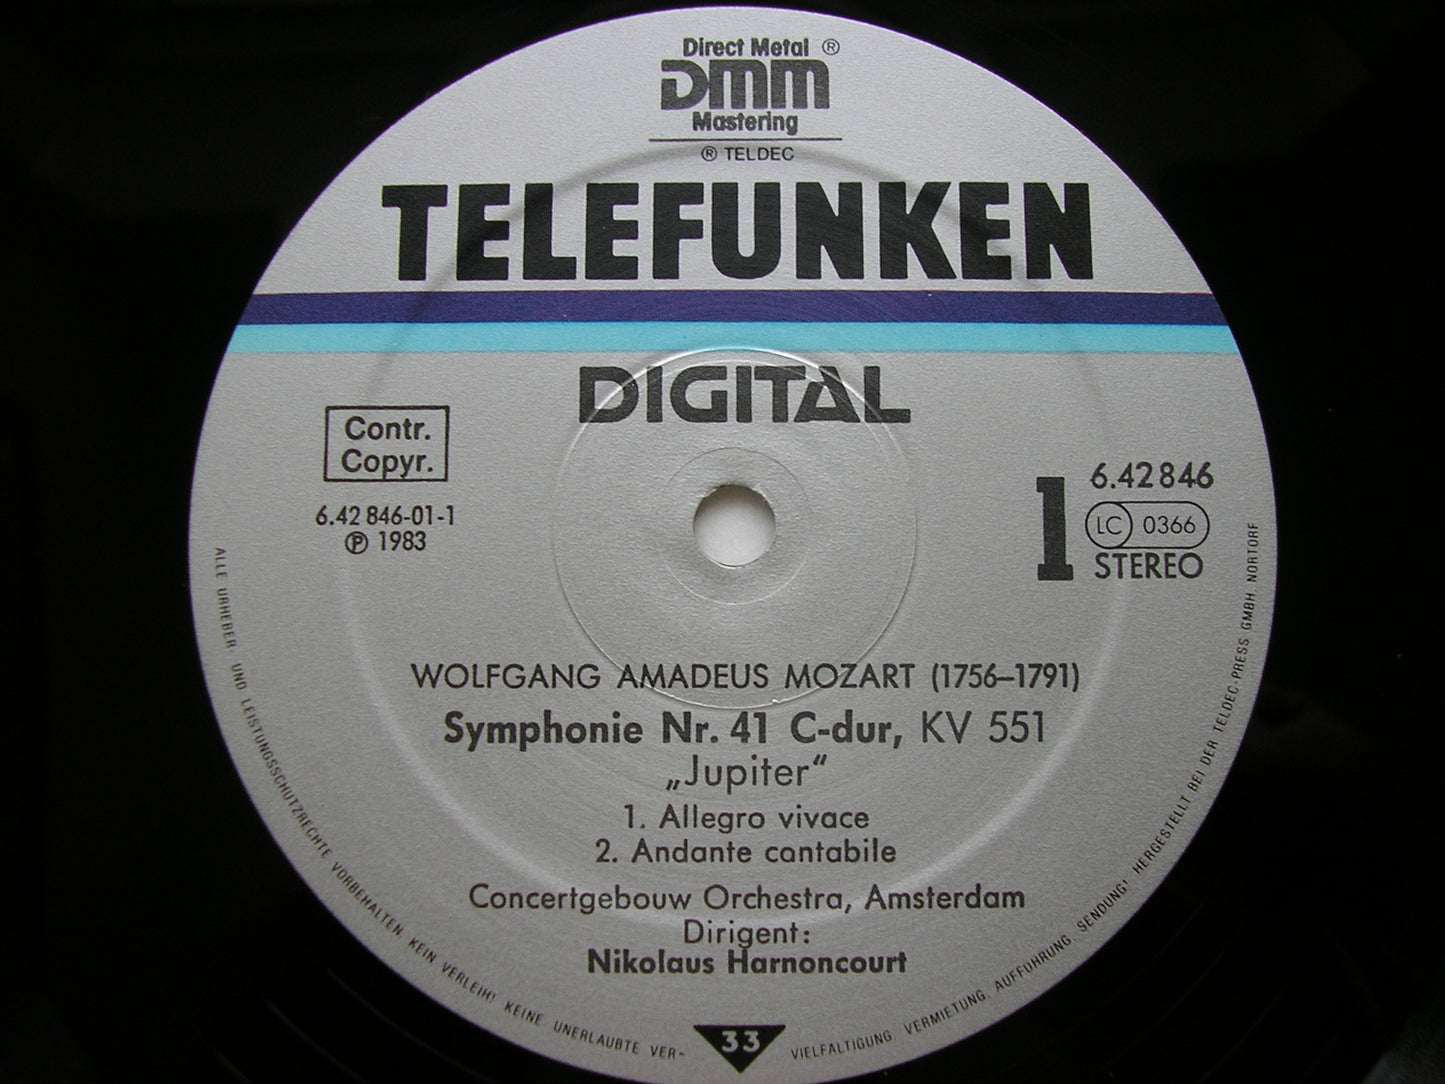 Direct Metal ®
DMM
Mastering
® TELDEC
TELEFUNKEN
DIGITAL
Contr.
Copyr.
6.42 846-01-1
℗ 1983
1
6.42846
LC 0366
STEREO
WOLFGANG AMADEUS MOZART (1756–1791)
Symphonie Nr. 41 C-dur, KV 551
„Jupiter“
1. Allegro vivace
2. Andante cantabile
Concertgebouw Orchestra, Amsterdam
Dirigent:
Nikolaus Harnoncourt
33
ALLE URHEBER- UND LEISTUNGSSCHUTZRECHTE VORBEHALTEN. KEIN VERLEIH! KEINE UNERLAUBTE VER- VIELFÄLTIGUNG, VERMIETUNG, AUFFÜHRUNG, SENDUNG! HERGESTELLT BEI DER TELDEC-PRESS GMBH. NORTORF